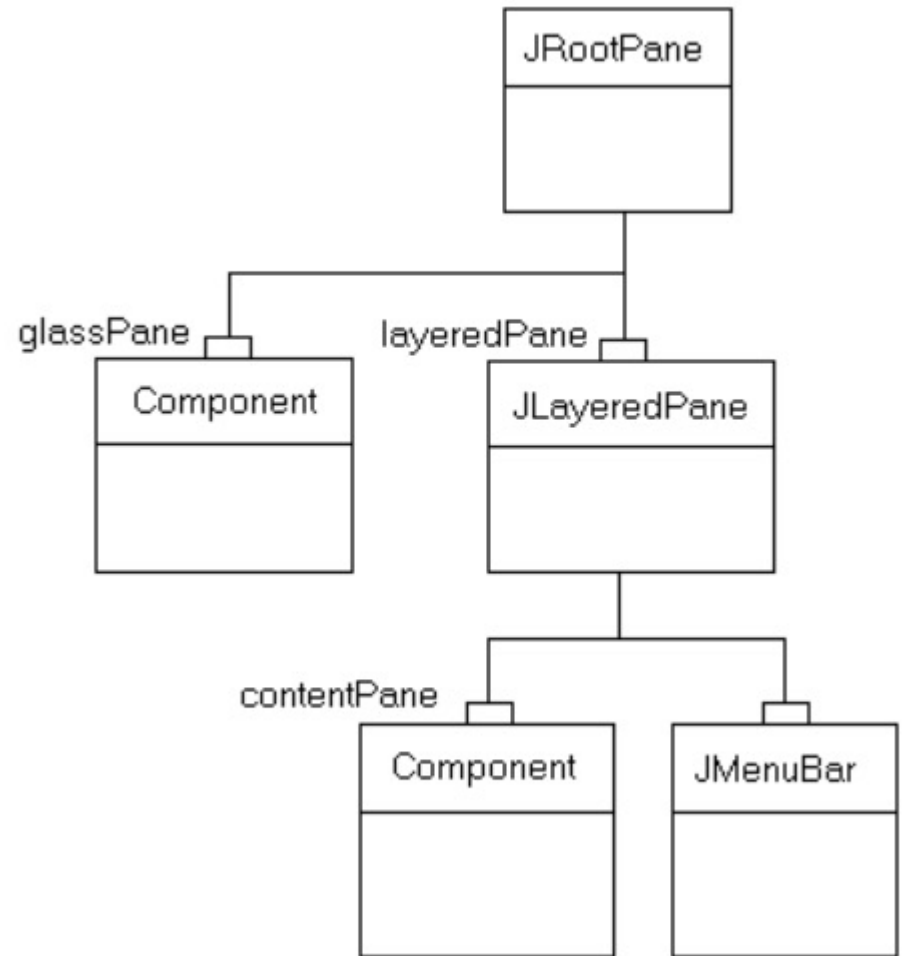 JRootPane
glassPane
layeredPane
Component
JLayeredPane
contentPane
Component
JMenuBar